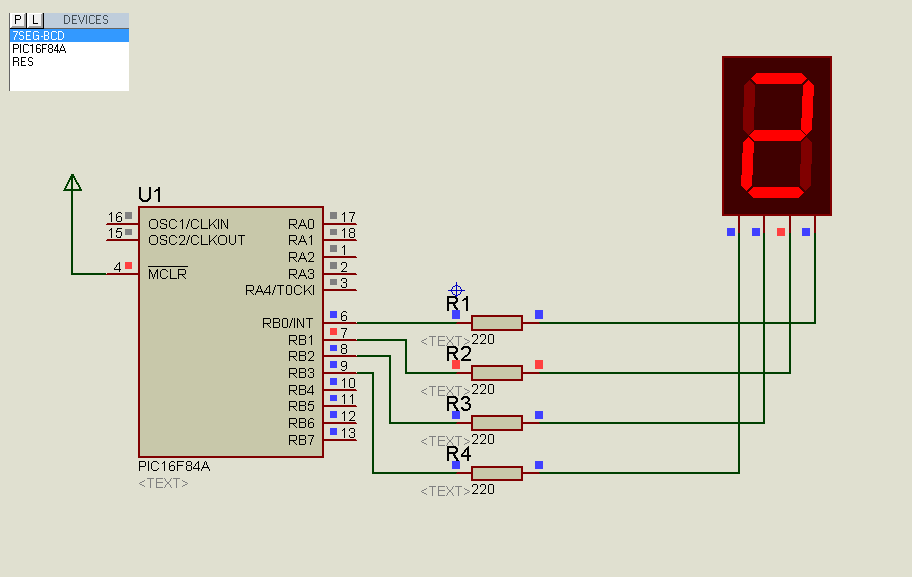 P L DEVICES
7SEG-BCD
PIC16F84A
RES
U1
16 OSC1/CLKIN RA0 17
15 OSC2/CLKOUT RA1 18
RA2 1
4 MCLR RA3 2
RA4/T0CKI 3
RB0/INT 6
RB1 7
RB2 8
RB3 9
RB4 10
RB5 11
RB6 12
RB7 13
PIC16F84A
<TEXT>
R1
<TEXT> 220
R2
<TEXT> 220
R3
<TEXT> 220
R4
<TEXT> 220
2